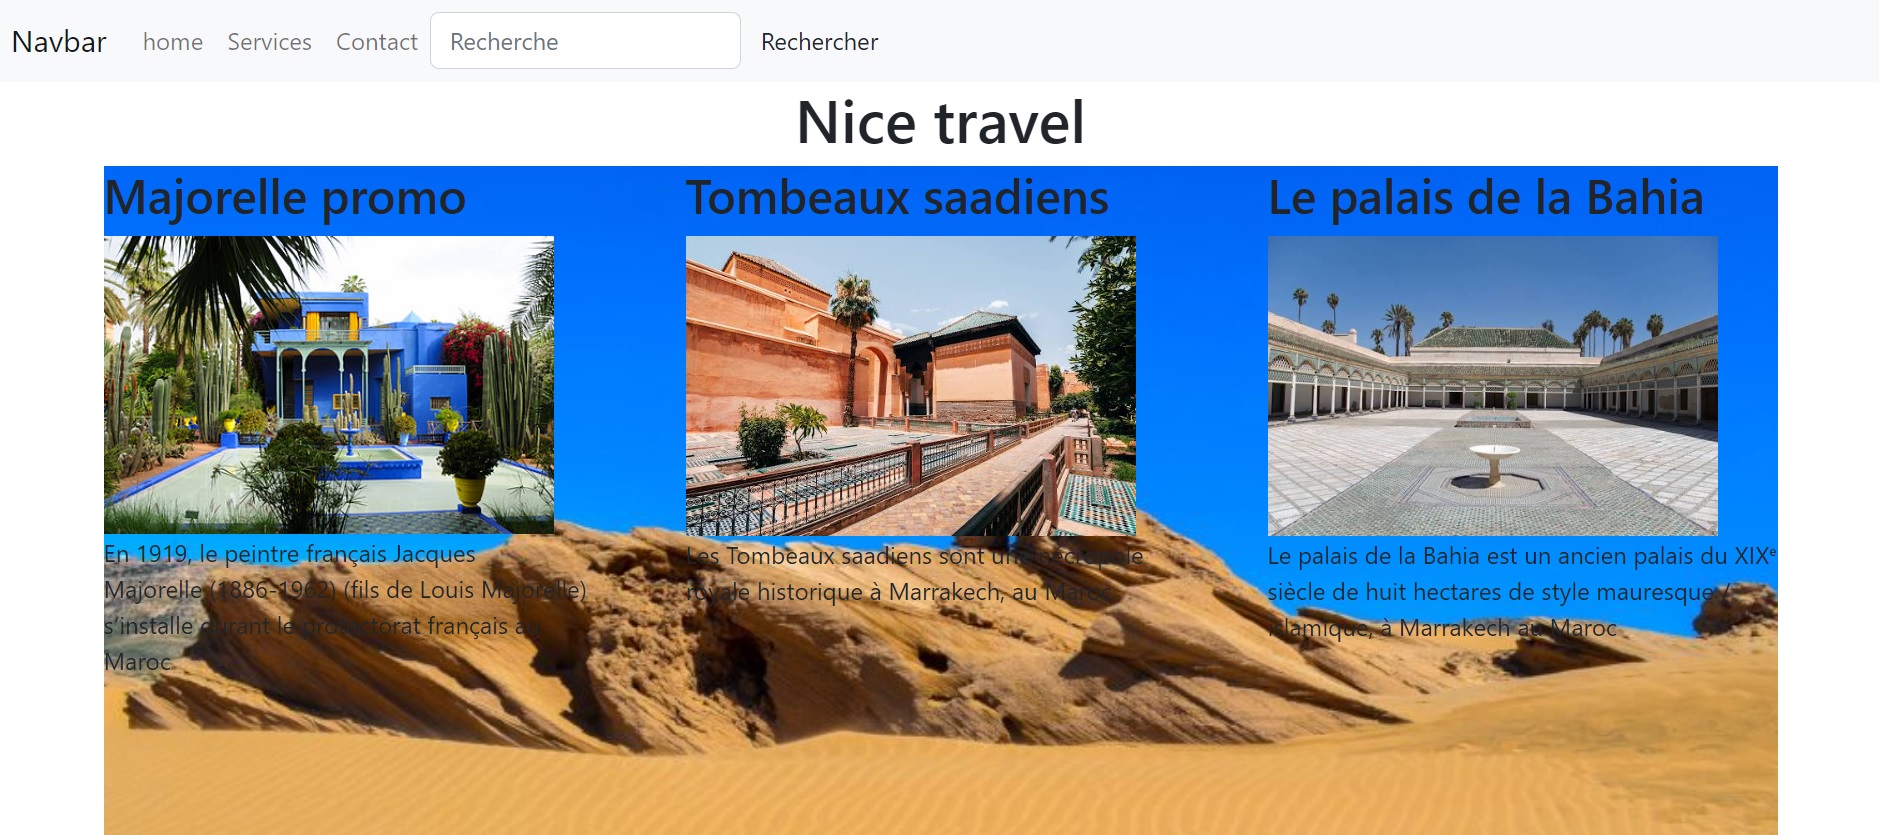 Navbar home Services Contact Recherche Rechercher
Nice travel
Majorelle promo
En 1919, le peintre français Jacques
Majorelle (1886-1962) (fils de Louis Majorelle)
s'installe durant le protectorat français au
Maroc
Tombeaux saadiens
Les Tombeaux saadiens sont une nécropole
royale historique à Marrakech, au Maroc
Le palais de la Bahia
Le palais de la Bahia est un ancien palais du XIXᵉ
siècle de huit hectares de style mauresque /
islamique, à Marrakech au Maroc